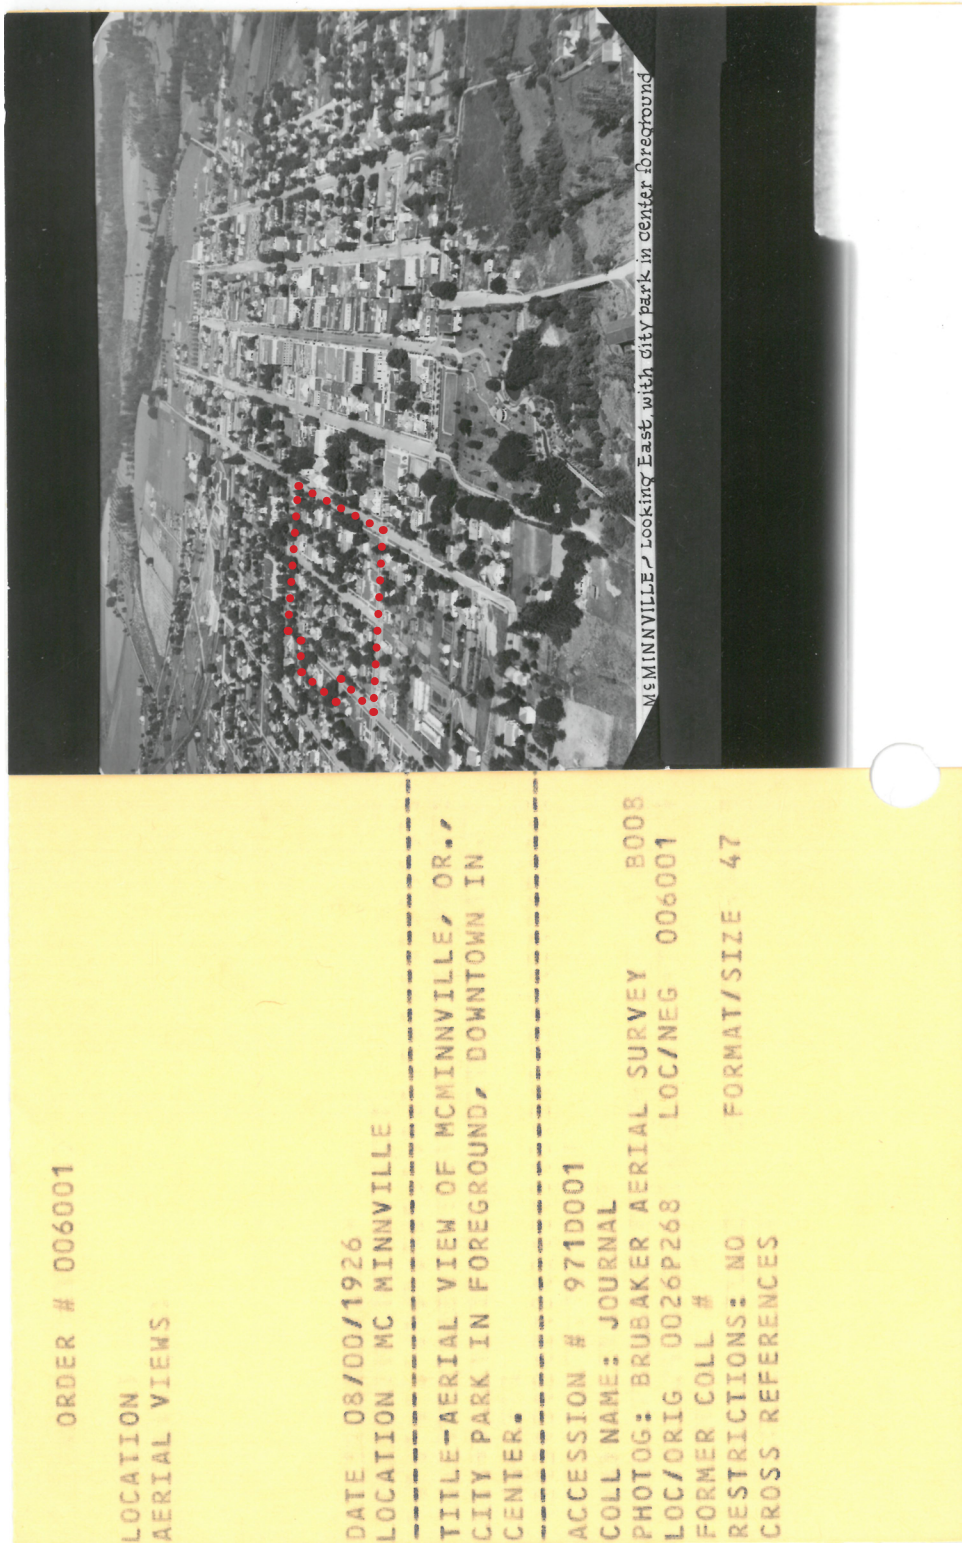 McMINNVILLE, Looking East, with city park in center foreground
ORDER # 006001
LOCATION
AERIAL VIEWS
DATE 08/00/1926
LOCATION MC MINNVILLE
TITLE-AERIAL VIEW OF MCMINNVILLE, OR.,
CITY PARK IN FOREGROUND, DOWNTOWN IN
CENTER.
ACCESSION # 971D001
COLL NAME: JOURNAL
PHOTOG: BRUBAKER AERIAL SURVEY B00B
LOC/ORIG 0026P268 LOC/NEG 006001
FORMER COLL #
RESTRICTIONS: NO FORMAT/SIZE 47
CROSS REFERENCES